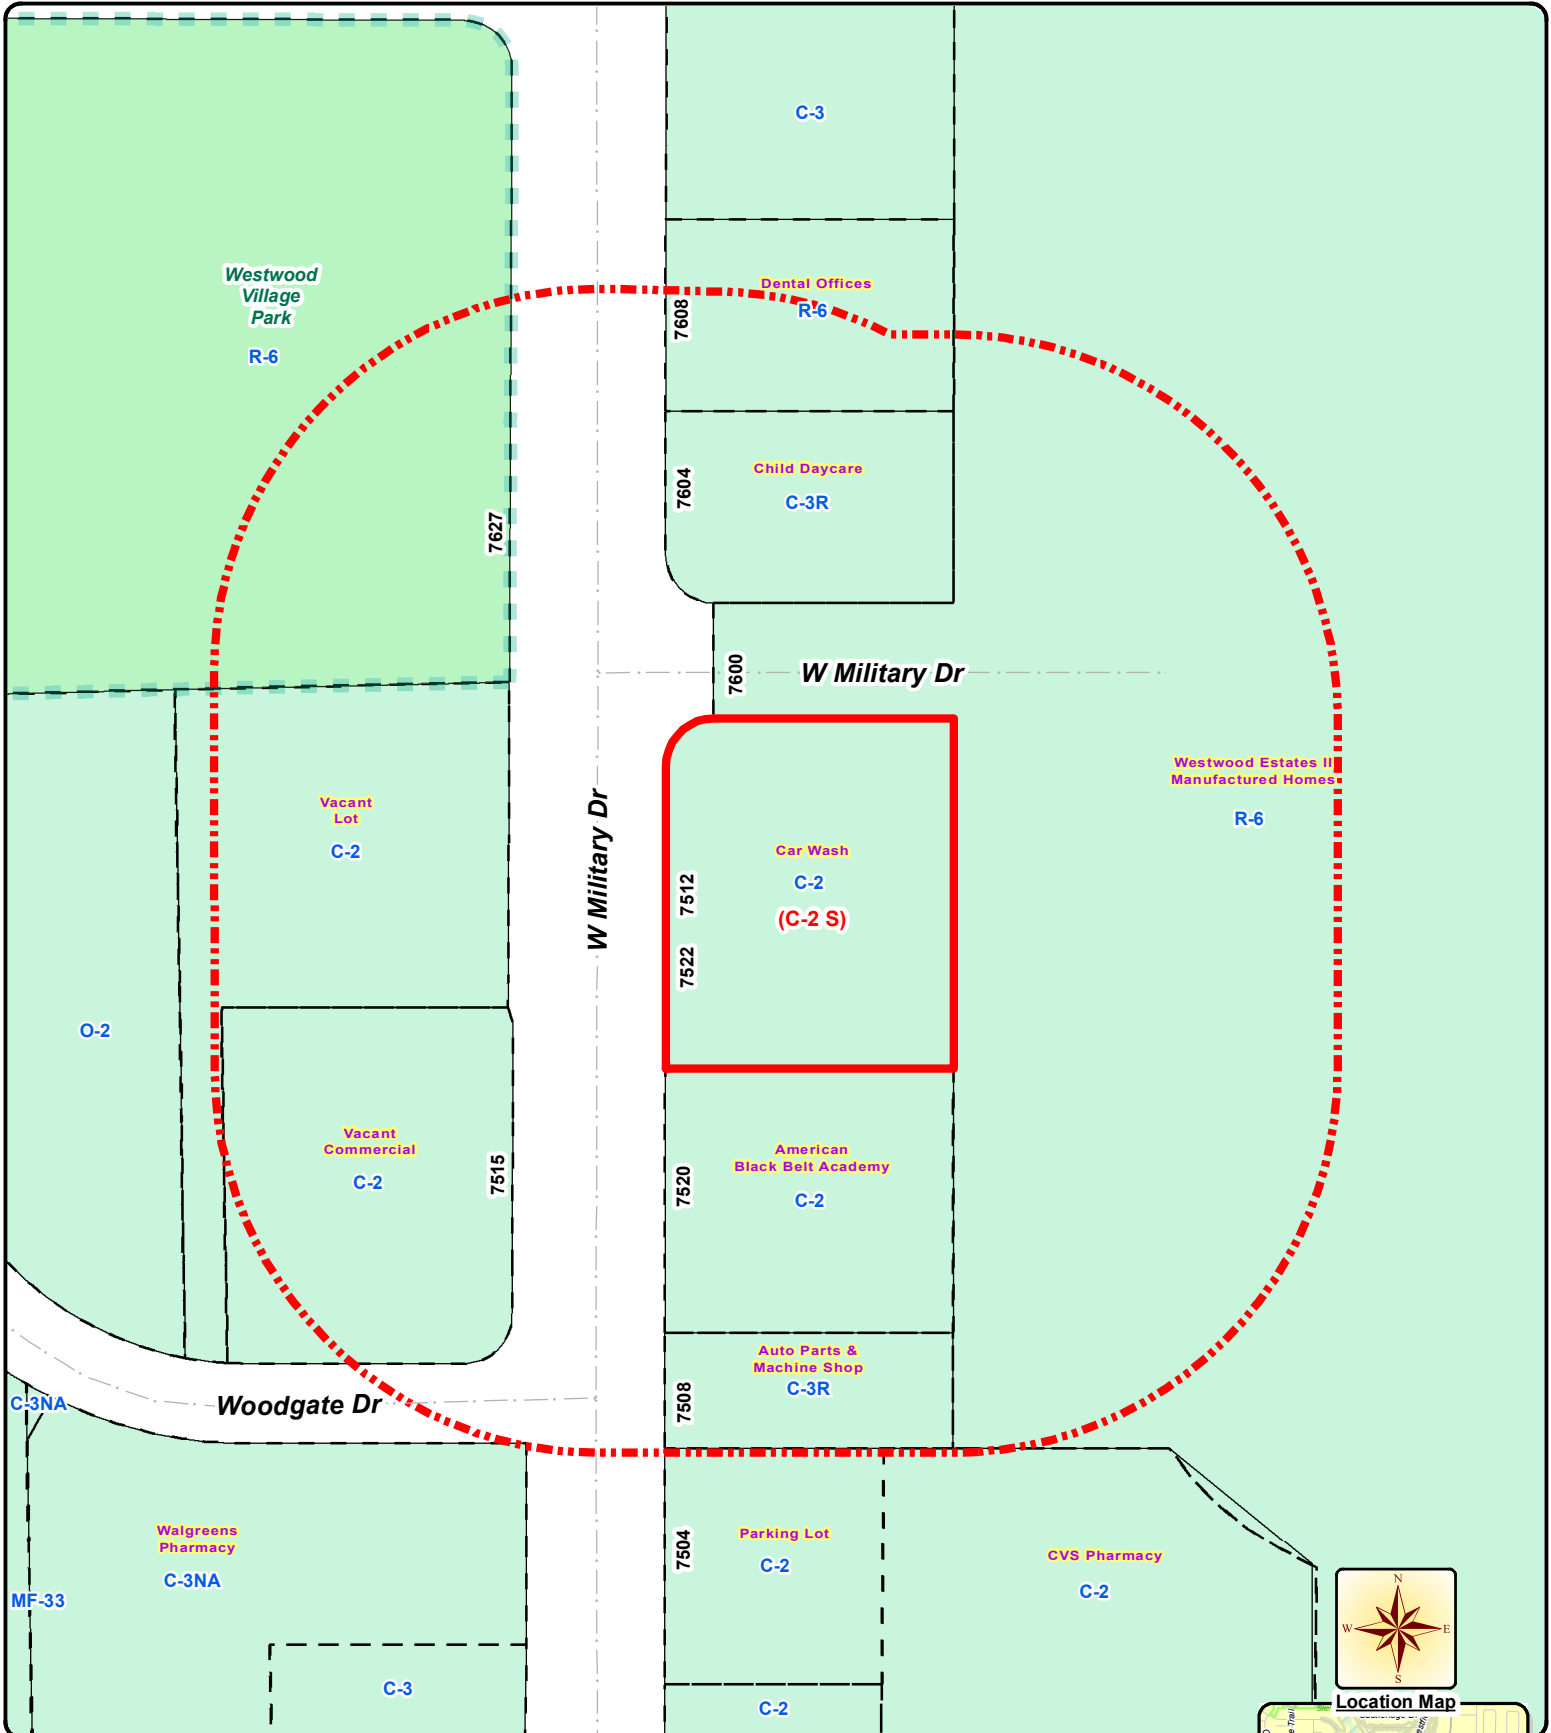 C-3
Westwood
Village
Park
R-6
Dental Offices
R-6
7608
Child Daycare
C-3R
7604
7627
7600
W Military Dr
Westwood Estates II
Manufactured Homes
R-6
Vacant
Lot
C-2
W Military Dr
Car Wash
C-2
(C-2 S)
7512
7522
O-2
Vacant
Commercial
C-2
7515
American
Black Belt Academy
C-2
7520
Auto Parts &
Machine Shop
C-3R
7508
C-3NA
Woodgate Dr
Walgreens
Pharmacy
C-3NA
MF-33
C-3
Parking Lot
C-2
7504
CVS Pharmacy
C-2
C-2
N
W
E
S
Location Map